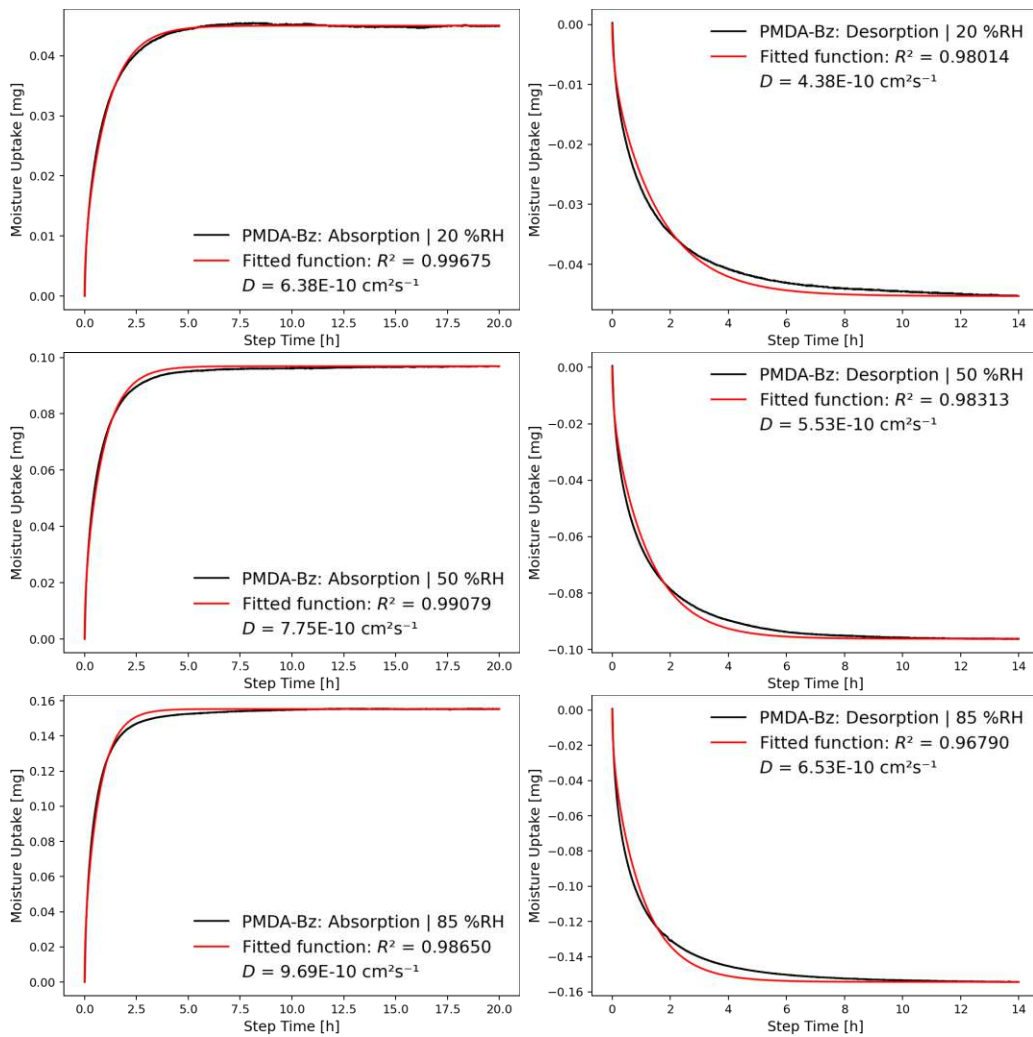 0.04
0.03
0.02
0.01
0.00
Moisture Uptake [mg]
PMDA-Bz: Absorption | 20 %RH
Fitted function: R² = 0.99675
D = 6.38E-10 cm²s⁻¹
0.0 2.5 5.0 7.5 10.0 12.5 15.0 17.5 20.0
Step Time [h]
−0.00
−0.01
−0.02
−0.03
−0.04
Moisture Uptake [mg]
PMDA-Bz: Desorption | 20 %RH
Fitted function: R² = 0.98014
D = 4.38E-10 cm²s⁻¹
0 2 4 6 8 10 12 14
Step Time [h]
0.10
0.08
0.06
0.04
0.02
0.00
Moisture Uptake [mg]
PMDA-Bz: Absorption | 50 %RH
Fitted function: R² = 0.99079
D = 7.75E-10 cm²s⁻¹
0.0 2.5 5.0 7.5 10.0 12.5 15.0 17.5 20.0
Step Time [h]
−0.00
−0.02
−0.04
−0.06
−0.08
−0.10
Moisture Uptake [mg]
PMDA-Bz: Desorption | 50 %RH
Fitted function: R² = 0.98313
D = 5.53E-10 cm²s⁻¹
0 2 4 6 8 10 12 14
Step Time [h]
0.16
0.14
0.12
0.10
0.08
0.06
0.04
0.02
0.00
Moisture Uptake [mg]
PMDA-Bz: Absorption | 85 %RH
Fitted function: R² = 0.98650
D = 9.69E-10 cm²s⁻¹
0.0 2.5 5.0 7.5 10.0 12.5 15.0 17.5 20.0
Step Time [h]
−0.00
−0.02
−0.04
−0.06
−0.08
−0.10
−0.12
−0.14
−0.16
Moisture Uptake [mg]
PMDA-Bz: Desorption | 85 %RH
Fitted function: R² = 0.96790
D = 6.53E-10 cm²s⁻¹
0 2 4 6 8 10 12 14
Step Time [h]